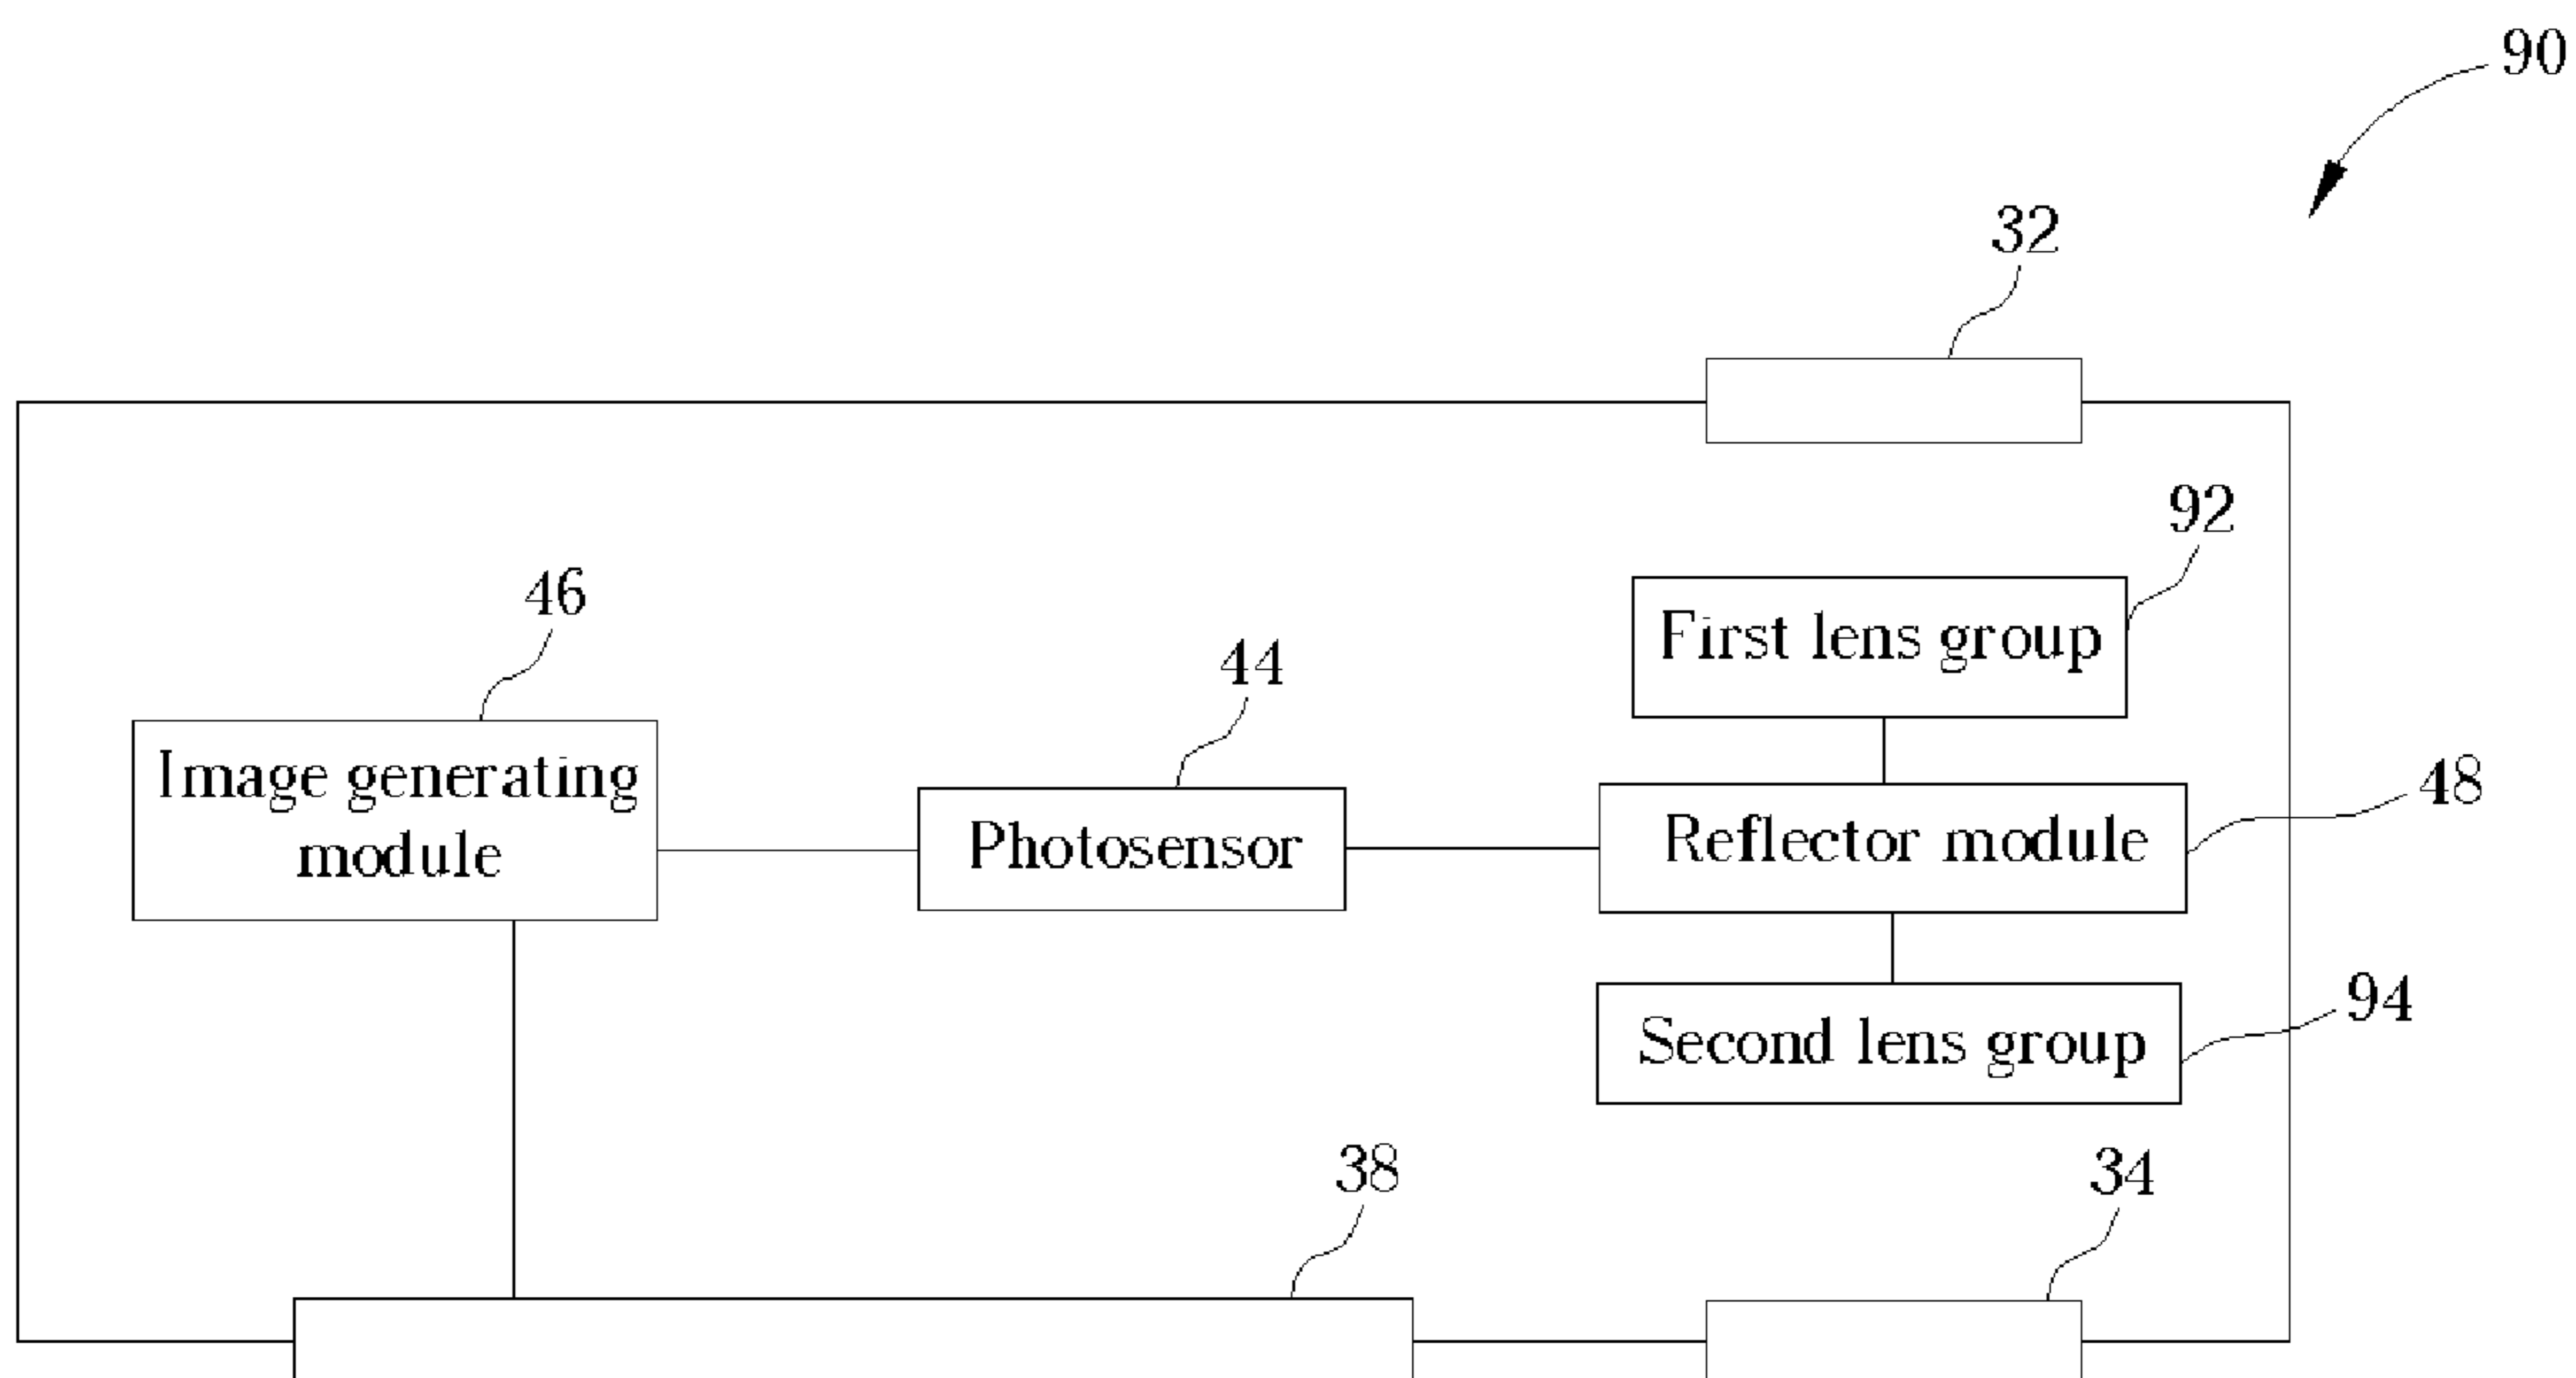 90
32
92
First lens group
46
44
Image generating
module
Photosensor
48
Reflector module
94
Second lens group
38
34